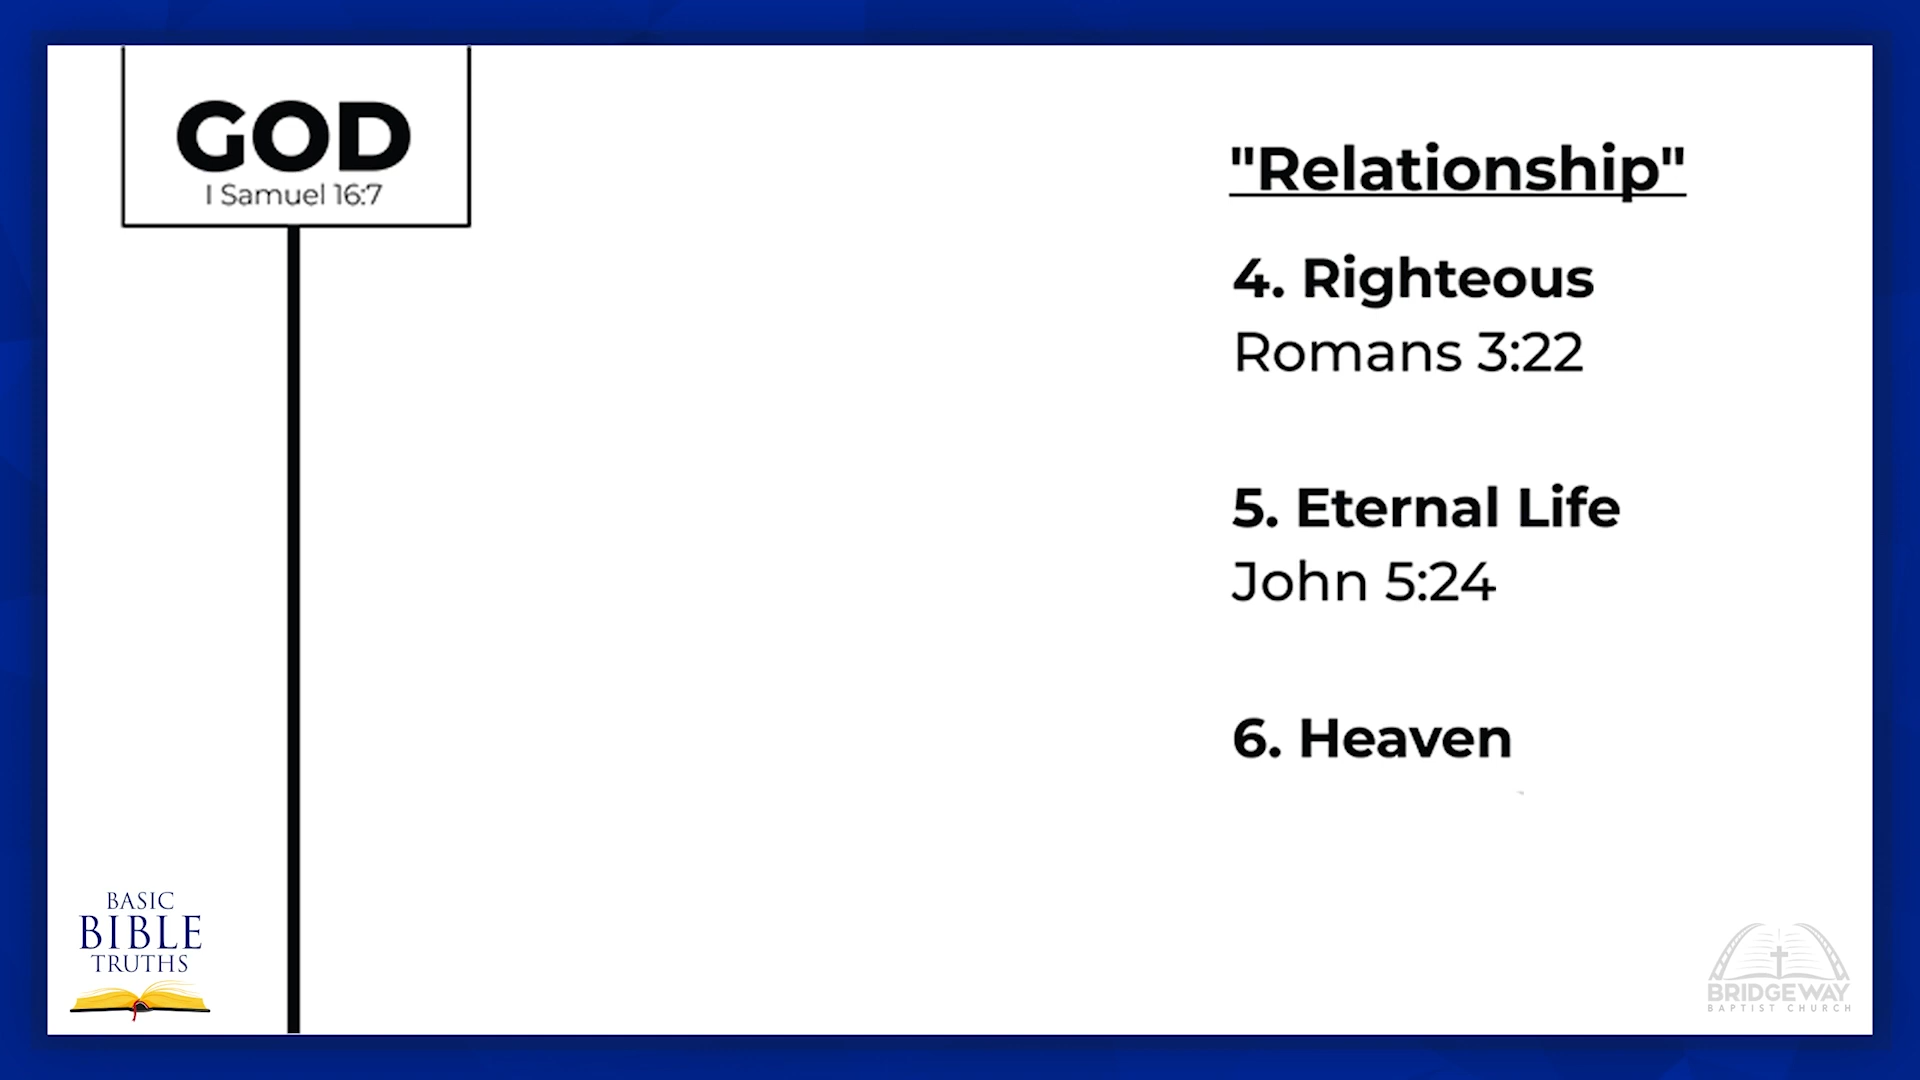 GOD
I Samuel 16:7
"Relationship"
4. Righteous
Romans 3:22
5. Eternal Life
John 5:24
6. Heaven
BASIC
BIBLE
TRUTHS
BRIDGEWAY
BAPTIST CHURCH